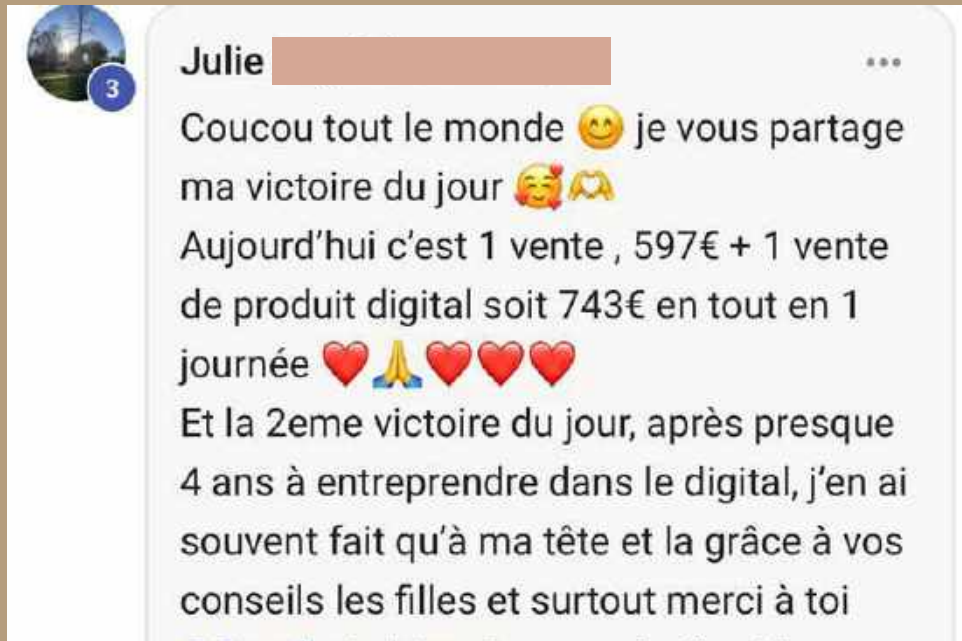 Julie
3
Coucou tout le monde 😊 je vous partage
ma victoire du jour 🥰🫶
Aujourd'hui c'est 1 vente , 597€ + 1 vente
de produit digital soit 743€ en tout en 1
journée ❤️🙏❤️❤️❤️
Et la 2eme victoire du jour, après presque
4 ans à entreprendre dans le digital, j'en ai
souvent fait qu'à ma tête et la grâce à vos
conseils les filles et surtout merci à toi